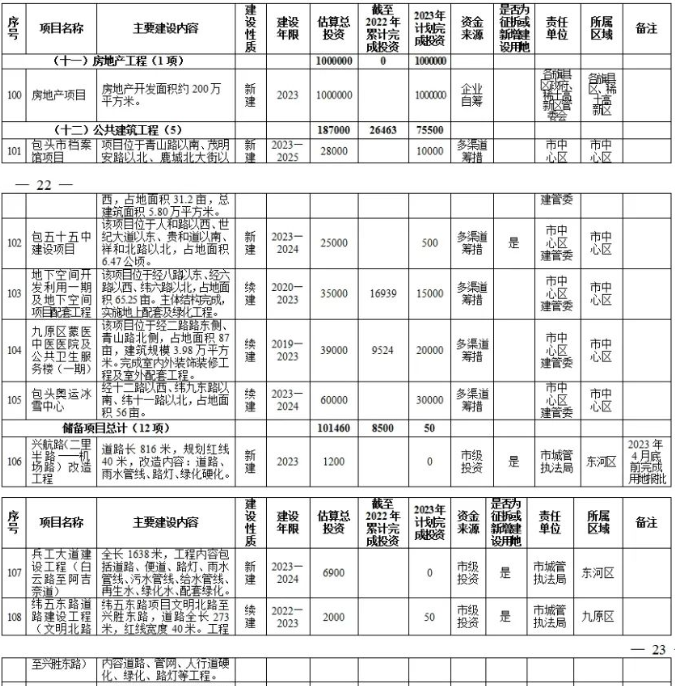 序号 项目名称 主要建设内容 建设性质 建设年限 估算总投资 截至2022年累计完成投资 2023年计划完成投资 资金来源 是否为征拆或新增建设用地 责任单位 所属区域 备注
（十一）房地产工程（1项） 1000000 0 1000000
100 房地产项目 房地产开发面积约200万平方米。 新建 2023 1000000 1000000 企业自筹 各旗县区政府、稀土高新区管委会 各旗县区、稀土高新区
（十二）公共建筑工程（5） 187000 26463 75500
101 包头市档案馆项目 项目位于青山路以南、茂明安路以北、鹿城北大街以 新建 2023—2025 28000 10000 多渠道筹措 市中心区 市中心区
— 22 —
西，占地面积31.2亩，总建筑面积5.80万平方米。 建管委
102 包五十五中建设项目 该项目位于人和路以西、世纪大道以东、贵和道以南、祥和北路以北，占地面积6.47公顷。 新建 2023—2024 25000 500 多渠道筹措 是 市中心区建管委 市中心区
103 地下空间开发利用一期及地下空间项目配套工程 该项目位于经八路以东、经六路以西、纬六路以北，占地面积65.25亩。主体结构完成，实施地上配套及绿化工程。 续建 2020—2023 35000 16939 15000 多渠道筹措 市中心区建管委 市中心区
104 九原区蒙医中医医院及公共卫生服务楼（一期） 该项目位于经二路路东侧、青山路北侧，占地面积87亩，建筑规模3.98万平方米。完成室内外装饰装修工程及室外配套工程。 续建 2019—2023 39000 9524 20000 多渠道筹措 市中心区建管委 市中心区
105 包头奥运冰雪中心 经十二路以西、纬九东路以南、纬十一路以北，占地面积56亩。 续建 2023—2024 60000 30000 多渠道筹措 市中心区建管委 市中心区
储备项目总计（12项） 101460 8500 50
106 兴航路（二里半路——机场路）改造工程 道路长816米，规划红线40米，改造内容：道路、雨水管线、路灯、绿化硬化。 新建 2023 1200 0 市级投资 是 市城管执法局 东河区 2023年4月底前完成用地报批
序号 项目名称 主要建设内容 建设性质 建设年限 估算总投资 截至2022年累计完成投资 2023年计划完成投资 资金来源 是否为征拆或新增建设用地 责任单位 所属区域 备注
107 兵工大道建设工程（白云路至阿吉奈道） 全长1638米，工程内容包括道路、便道、路灯、雨水管线、污水管线、给水管线、再生水、绿化水、配套绿化。 新建 2023—2024 6900 0 市级投资 是 市城管执法局 东河区
108 纬五东路道路建设工程（文明北路 纬五东路项目文明北路至兴胜东路，道路全长273米，红线宽度40米。工程 续建 2022—2023 2000 50 市级投资 是 市城管执法局 九原区
— 23
至兴胜东路） 内容道路、管网、人行道硬化、绿化、路灯等工程。